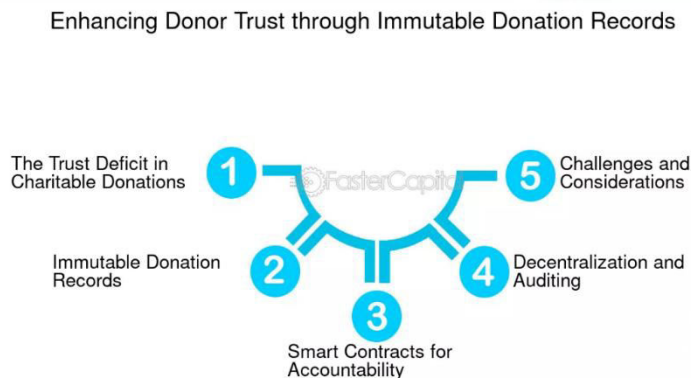 Enhancing Donor Trust through Immutable Donation Records
1
The Trust Deficit in
Charitable Donations
2
Immutable Donation
Records
3
Smart Contracts for
Accountability
4
Decentralization and
Auditing
5
Challenges and
Considerations
FasterCapital